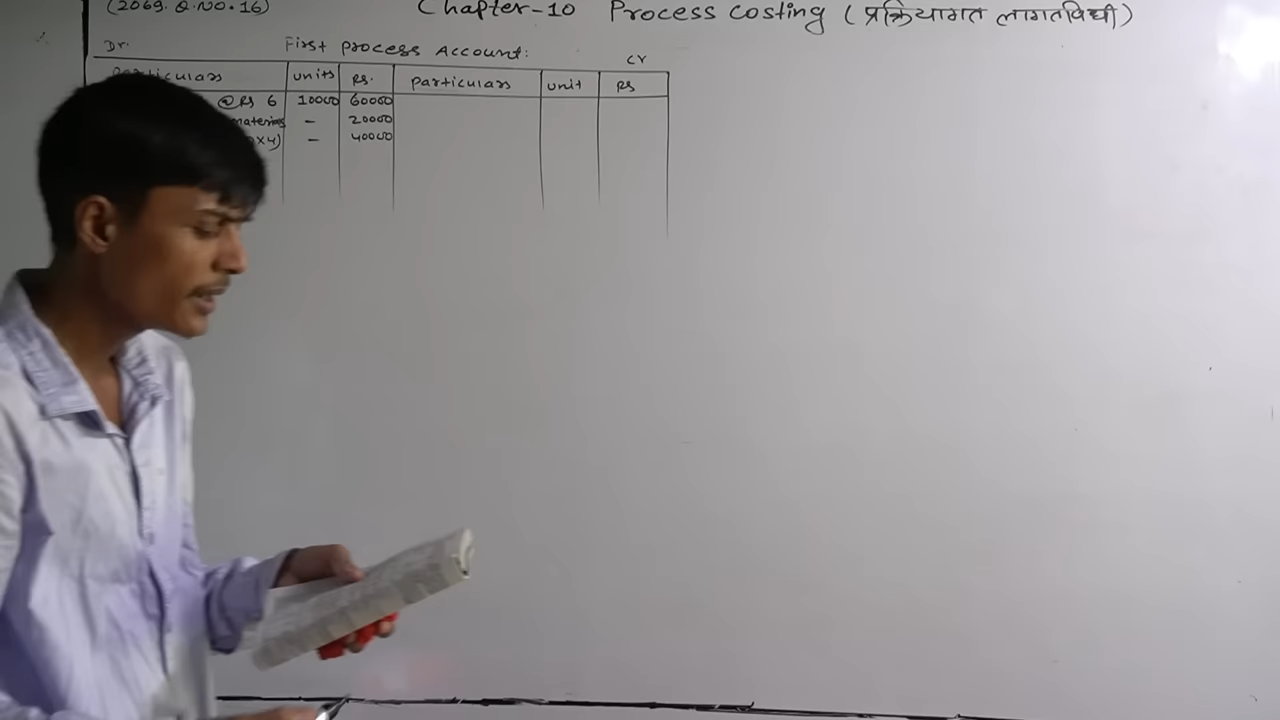 (2069. Q.NO.16) Chapter-10 Process costing (प्रक्रियागत लागतविधी)
Dr. First process Account: Cr
particulars units Rs. particulars unit Rs
@Rs 6 10000 60000
materials - 20000
×4) - 40000